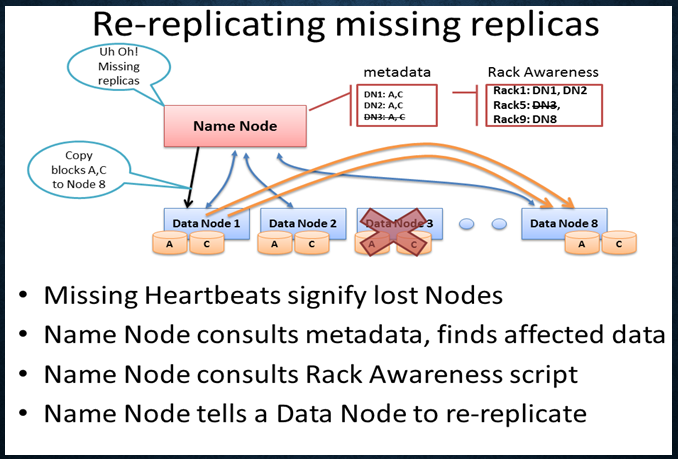 Re-replicating missing replicas
Uh Oh!
Missing
replicas
metadata
Rack Awareness
DN1: A,C
DN2: A,C
DN3: A, C
Rack1: DN1, DN2
Rack5: DN3,
Rack9: DN8
Name Node
Copy
blocks A,C
to Node 8
Data Node 1
Data Node 2
Data Node 3
Data Node 8
A
C
A
C
A
C
A
C
• Missing Heartbeats signify lost Nodes
• Name Node consults metadata, finds affected data
• Name Node consults Rack Awareness script
• Name Node tells a Data Node to re-replicate